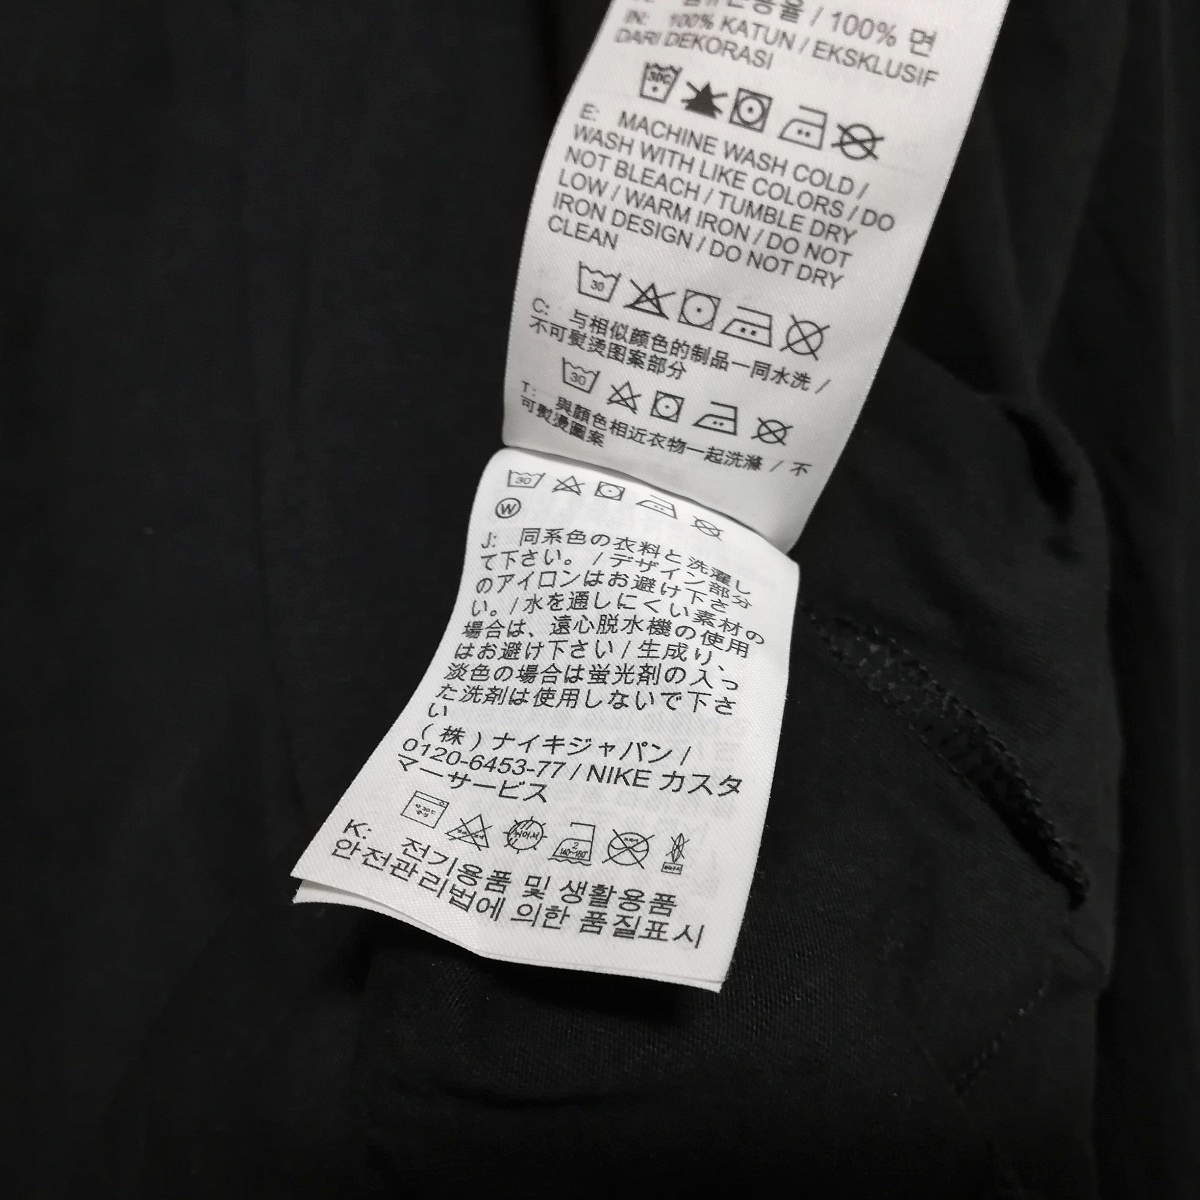 / 100% 면
IN: 100% KATUN / EKSKLUSIF
DARI DEKORASI
30C
E: MACHINE WASH COLD /
WASH WITH LIKE COLORS / DO
NOT BLEACH / TUMBLE DRY
LOW / WARM IRON / DO NOT
IRON DESIGN / DO NOT DRY
CLEAN
30
C: 与相似颜色的制品一同水洗 /
不可熨烫图案部分
30
T: 與顏色相近衣物一起洗滌 / 不
可熨燙圖案
30
W
J: 同系色の衣料と洗濯し
て下さい。 / デザイン部分
のアイロンはお避け下さ
い。/ 水を通しにくい素材の
場合は、遠心脱水機の使用
はお避け下さい / 生成り、
淡色の場合は蛍光剤の入っ
た洗剤は使用しないで下さ
い
(株) ナイキジャパン /
0120-6453-77 / NIKE カスタ
マーサービス
K: 전기용품 및 생활용품
안전관리법에 의한 품질표시